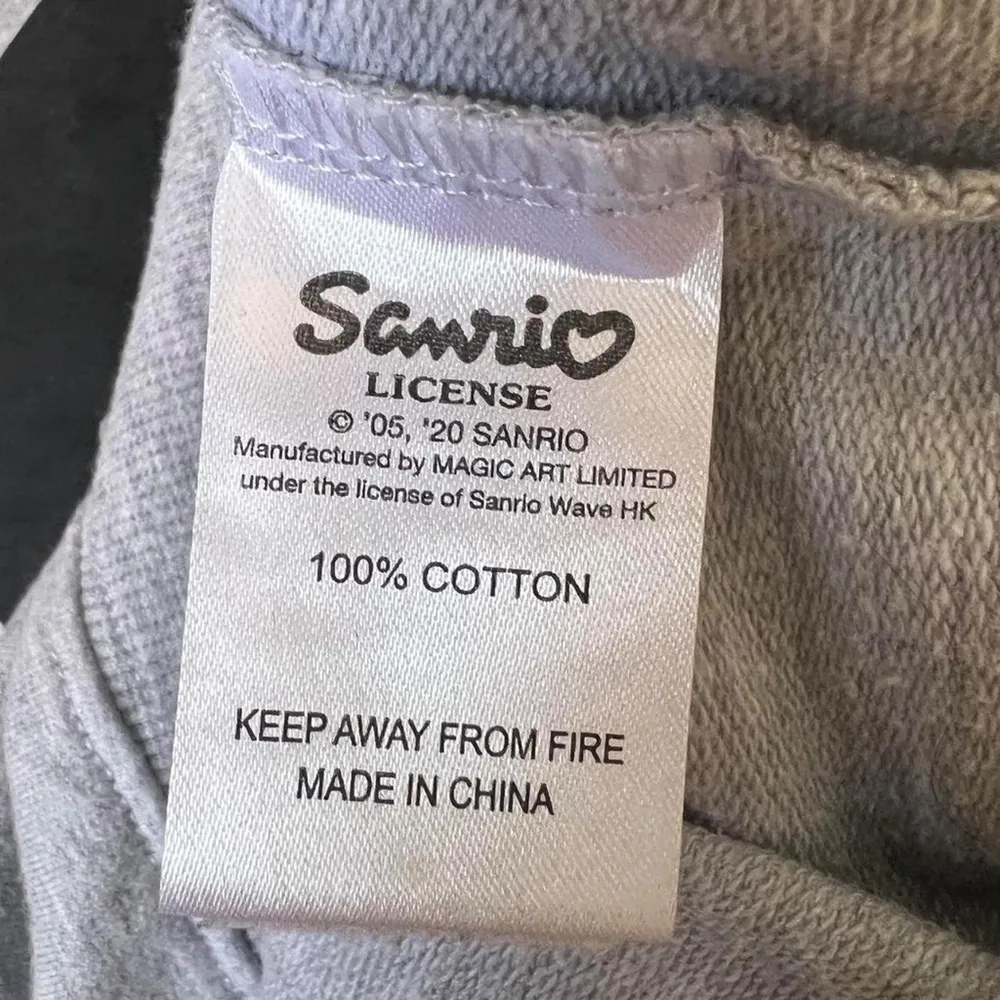 Sanrio
LICENSE
© '05, '20 SANRIO
Manufactured by MAGIC ART LIMITED
under the license of Sanrio Wave HK
100% COTTON
KEEP AWAY FROM FIRE
MADE IN CHINA